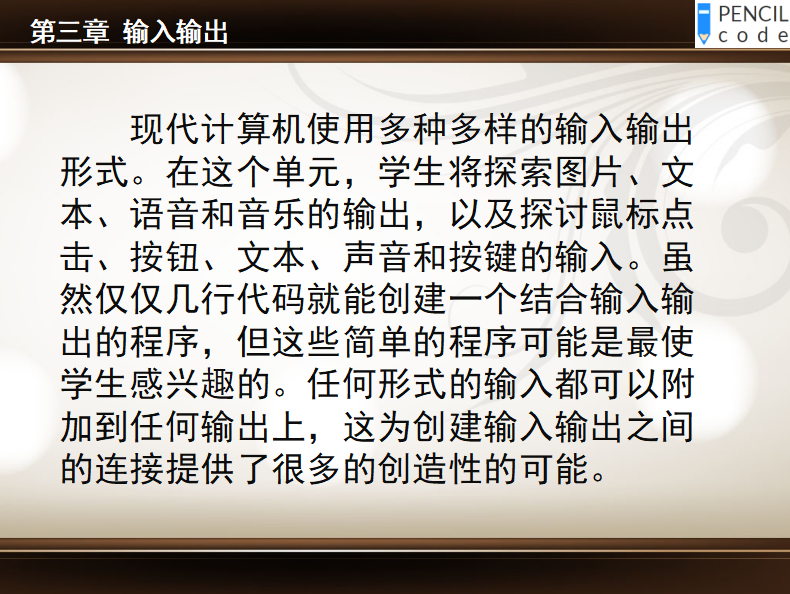 第三章 输入输出
PENCIL
code
现代计算机使用多种多样的输入输出
形式。在这个单元，学生将探索图片、文
本、语音和音乐的输出，以及探讨鼠标点
击、按钮、文本、声音和按键的输入。虽
然仅仅几行代码就能创建一个结合输入输
出的程序，但这些简单的程序可能是最使
学生感兴趣的。任何形式的输入都可以附
加到任何输出上，这为创建输入输出之间
的连接提供了很多的创造性的可能。